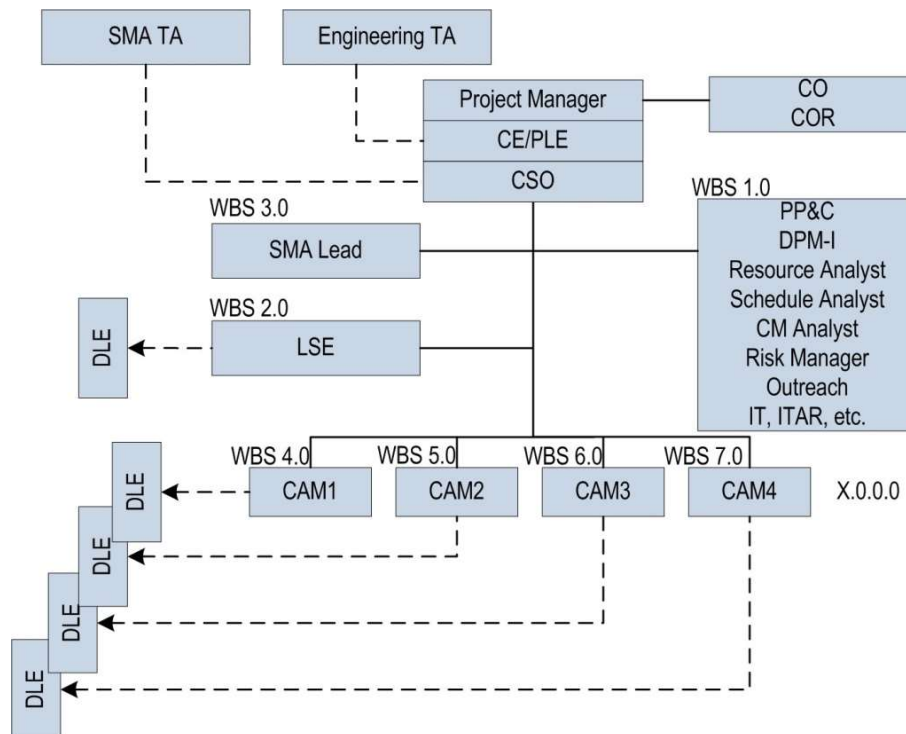 SMA TA
Engineering TA
Project Manager
CE/PLE
CSO
CO
COR
WBS 1.0
PP&C
DPM-I
Resource Analyst
Schedule Analyst
CM Analyst
Risk Manager
Outreach
IT, ITAR, etc.
WBS 3.0
SMA Lead
WBS 2.0
LSE
DLE
WBS 4.0
CAM1
WBS 5.0
CAM2
WBS 6.0
CAM3
WBS 7.0
CAM4
X.0.0.0
DLE
DLE
DLE
DLE